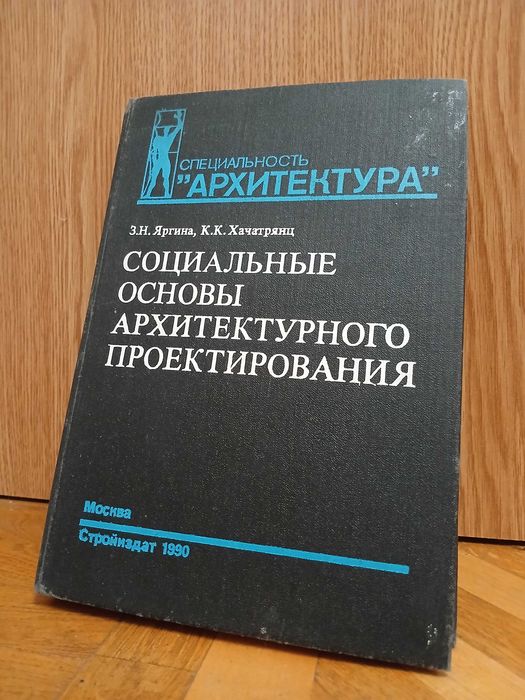 СПЕЦИАЛЬНОСТЬ
"АРХИТЕКТУРА"
З.Н. Яргина, К.К. Хачатрянц
СОЦИАЛЬНЫЕ
ОСНОВЫ
АРХИТЕКТУРНОГО
ПРОЕКТИРОВАНИЯ
Москва
Стройиздат 1990